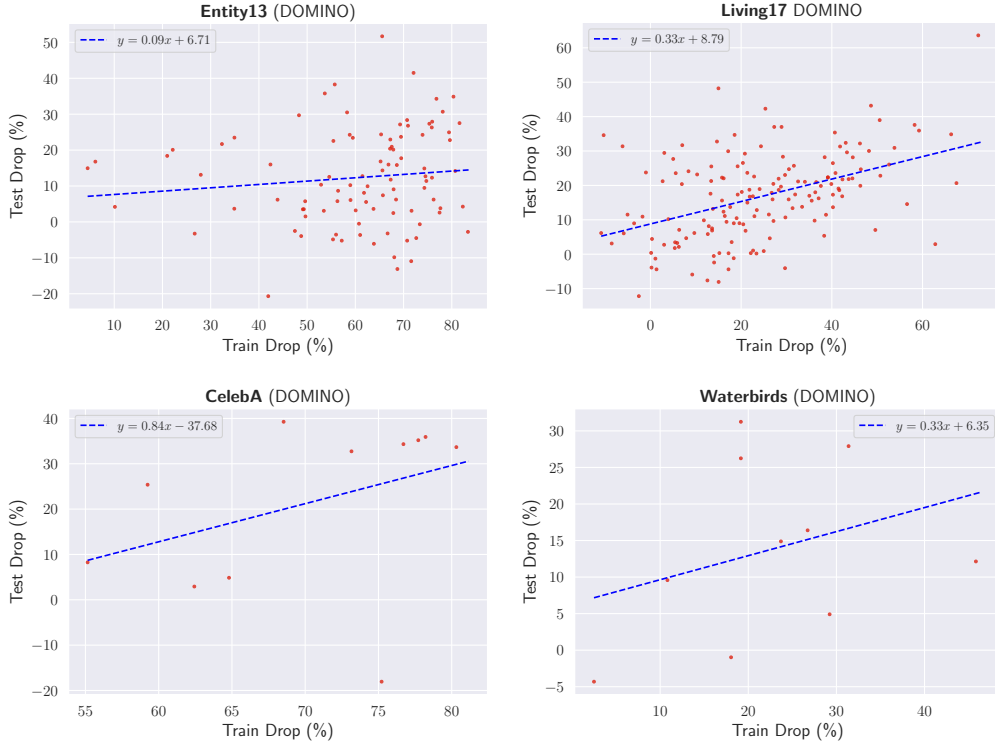 Entity13 (DOMINO)
y = 0.09x + 6.71
50
40
30
20
10
0
−10
−20
Test Drop (%)
10 20 30 40 50 60 70 80
Train Drop (%)
Living17 DOMINO
y = 0.33x + 8.79
60
50
40
30
20
10
0
−10
Test Drop (%)
0 20 40 60
Train Drop (%)
CelebA (DOMINO)
y = 0.84x − 37.68
40
30
20
10
0
−10
−20
Test Drop (%)
55 60 65 70 75 80
Train Drop (%)
Waterbirds (DOMINO)
y = 0.33x + 6.35
30
25
20
15
10
5
0
−5
Test Drop (%)
10 20 30 40
Train Drop (%)